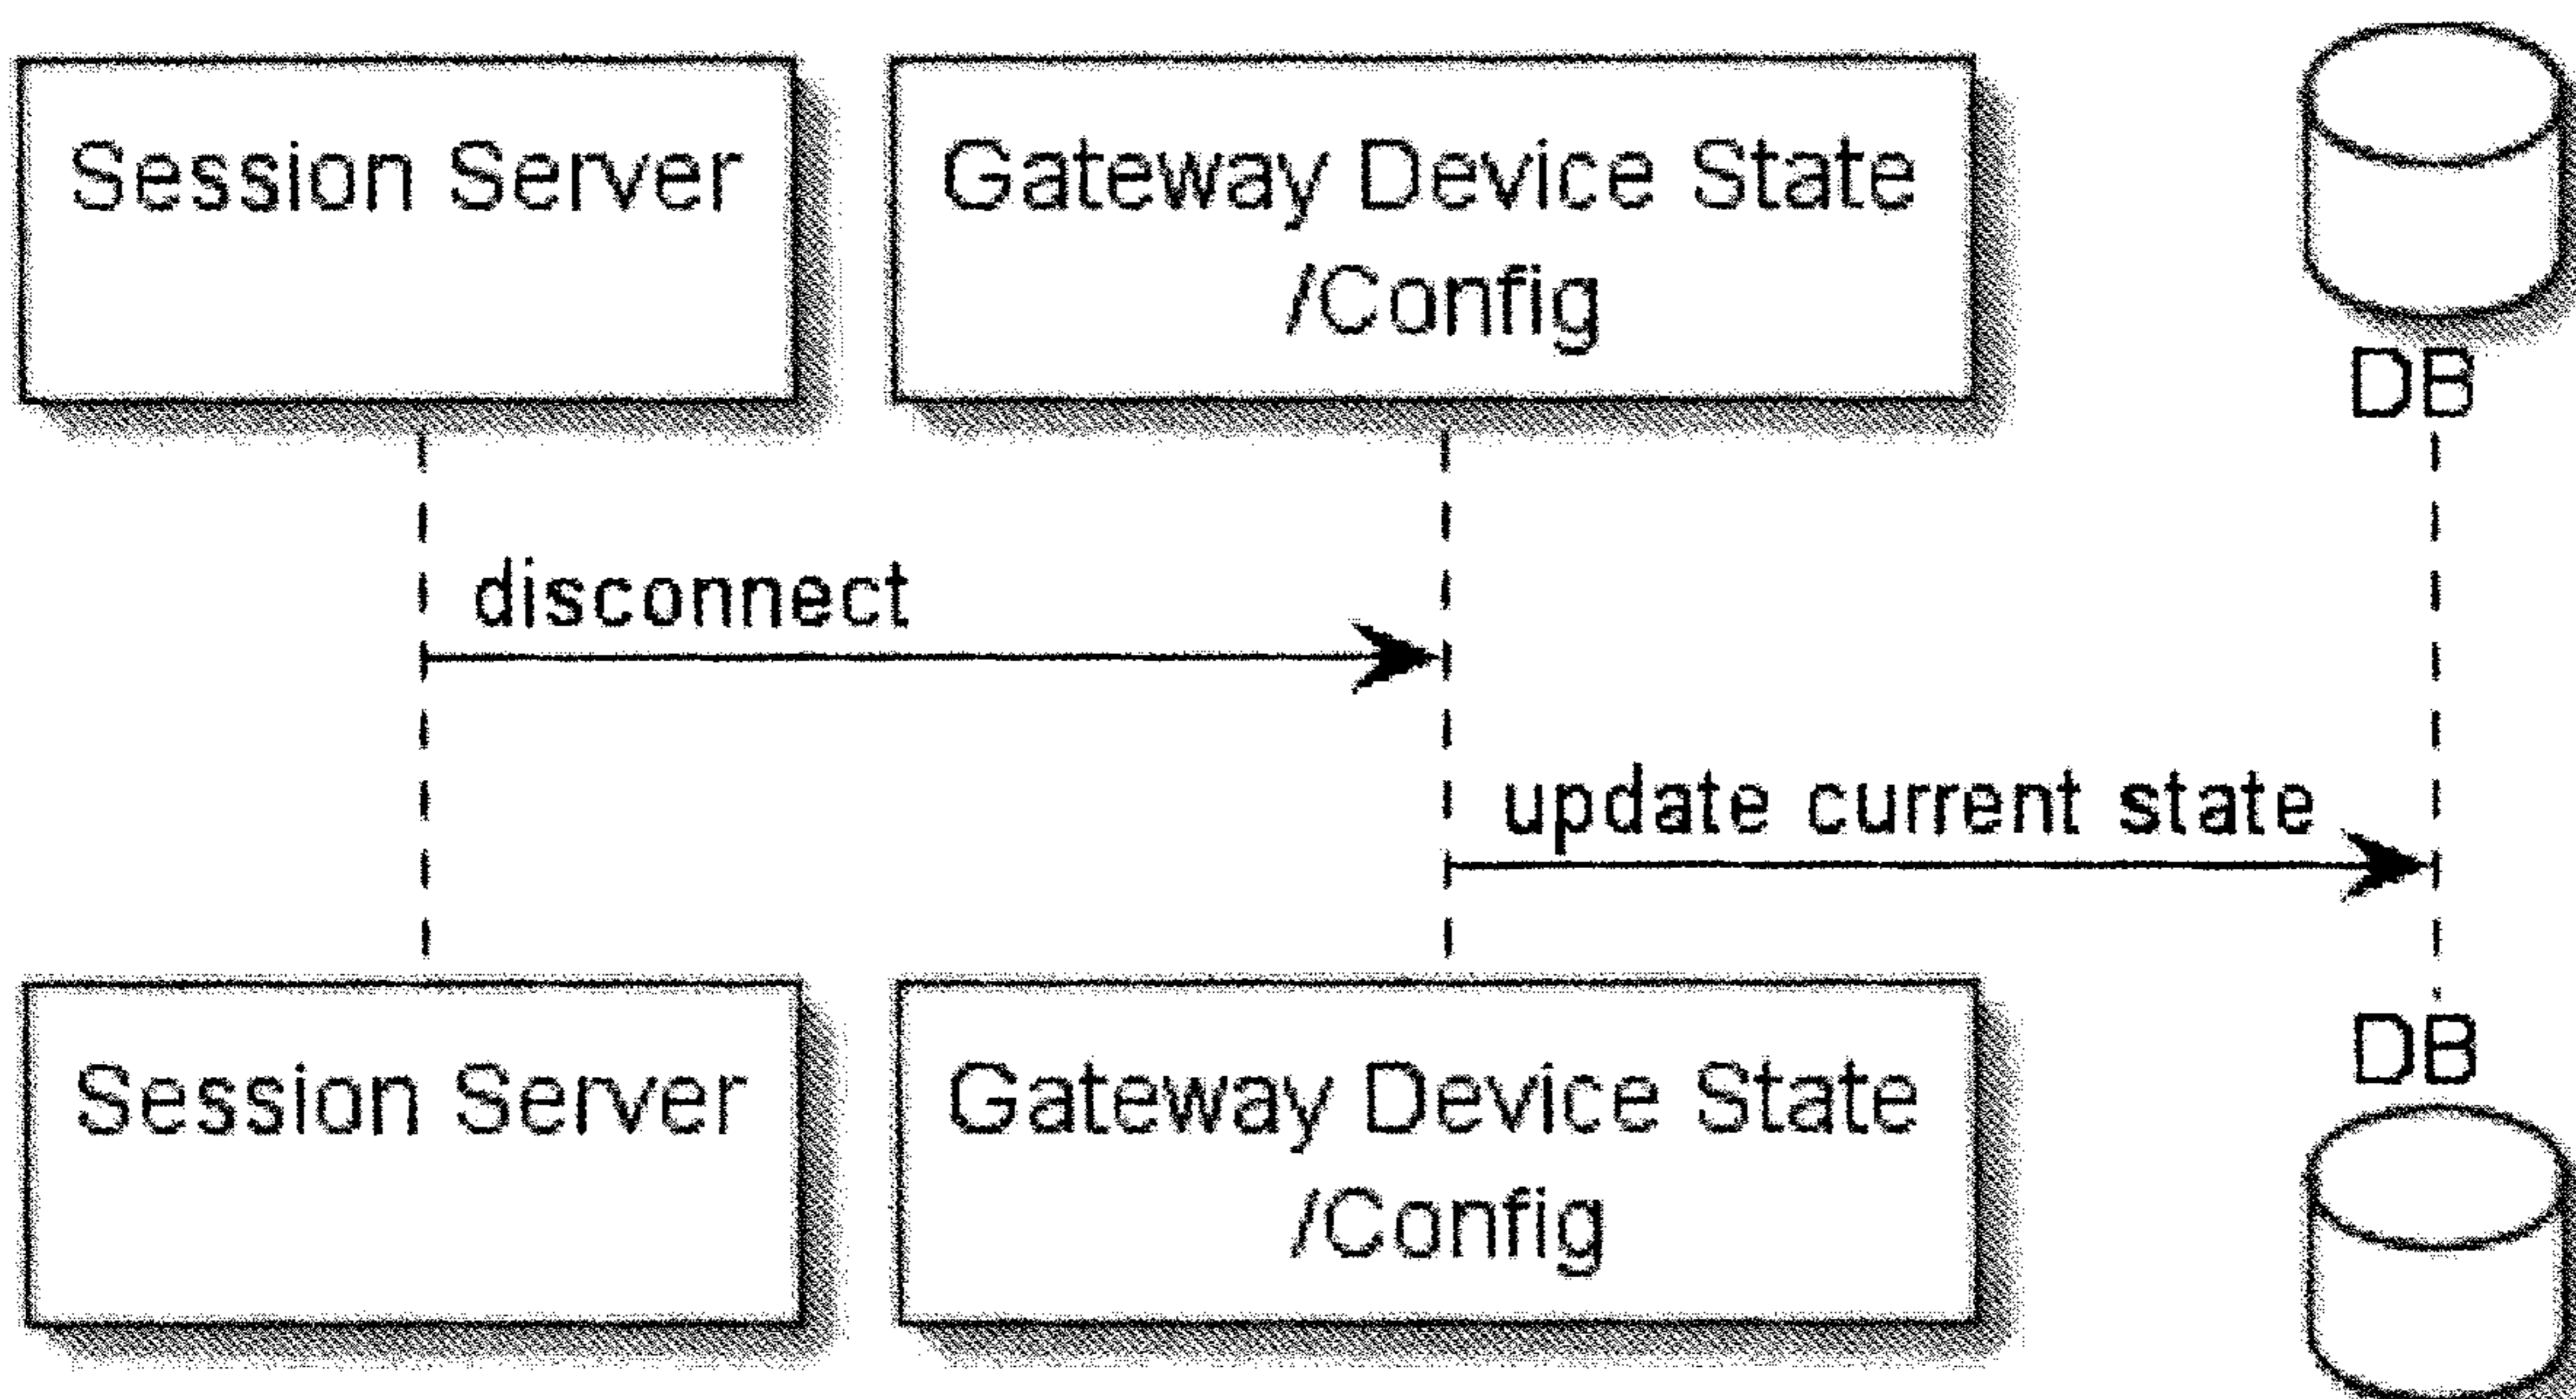 Session Server
Gateway Device State
/Config
DB
disconnect
update current state
Session Server
Gateway Device State
/Config
DB